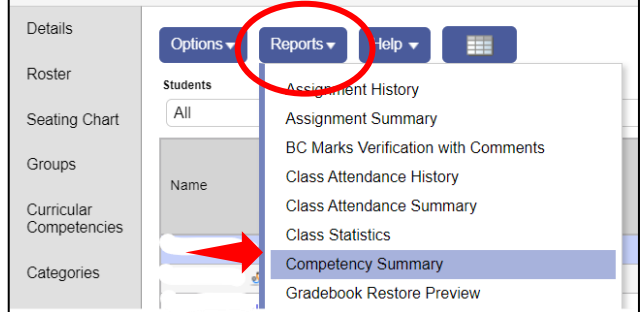 Details
Roster
Seating Chart
Groups
Curricular
Competencies
Categories
Options
Reports
Help
Students
All
Name
Assignment History
Assignment Summary
BC Marks Verification with Comments
Class Attendance History
Class Attendance Summary
Class Statistics
Competency Summary
Gradebook Restore Preview